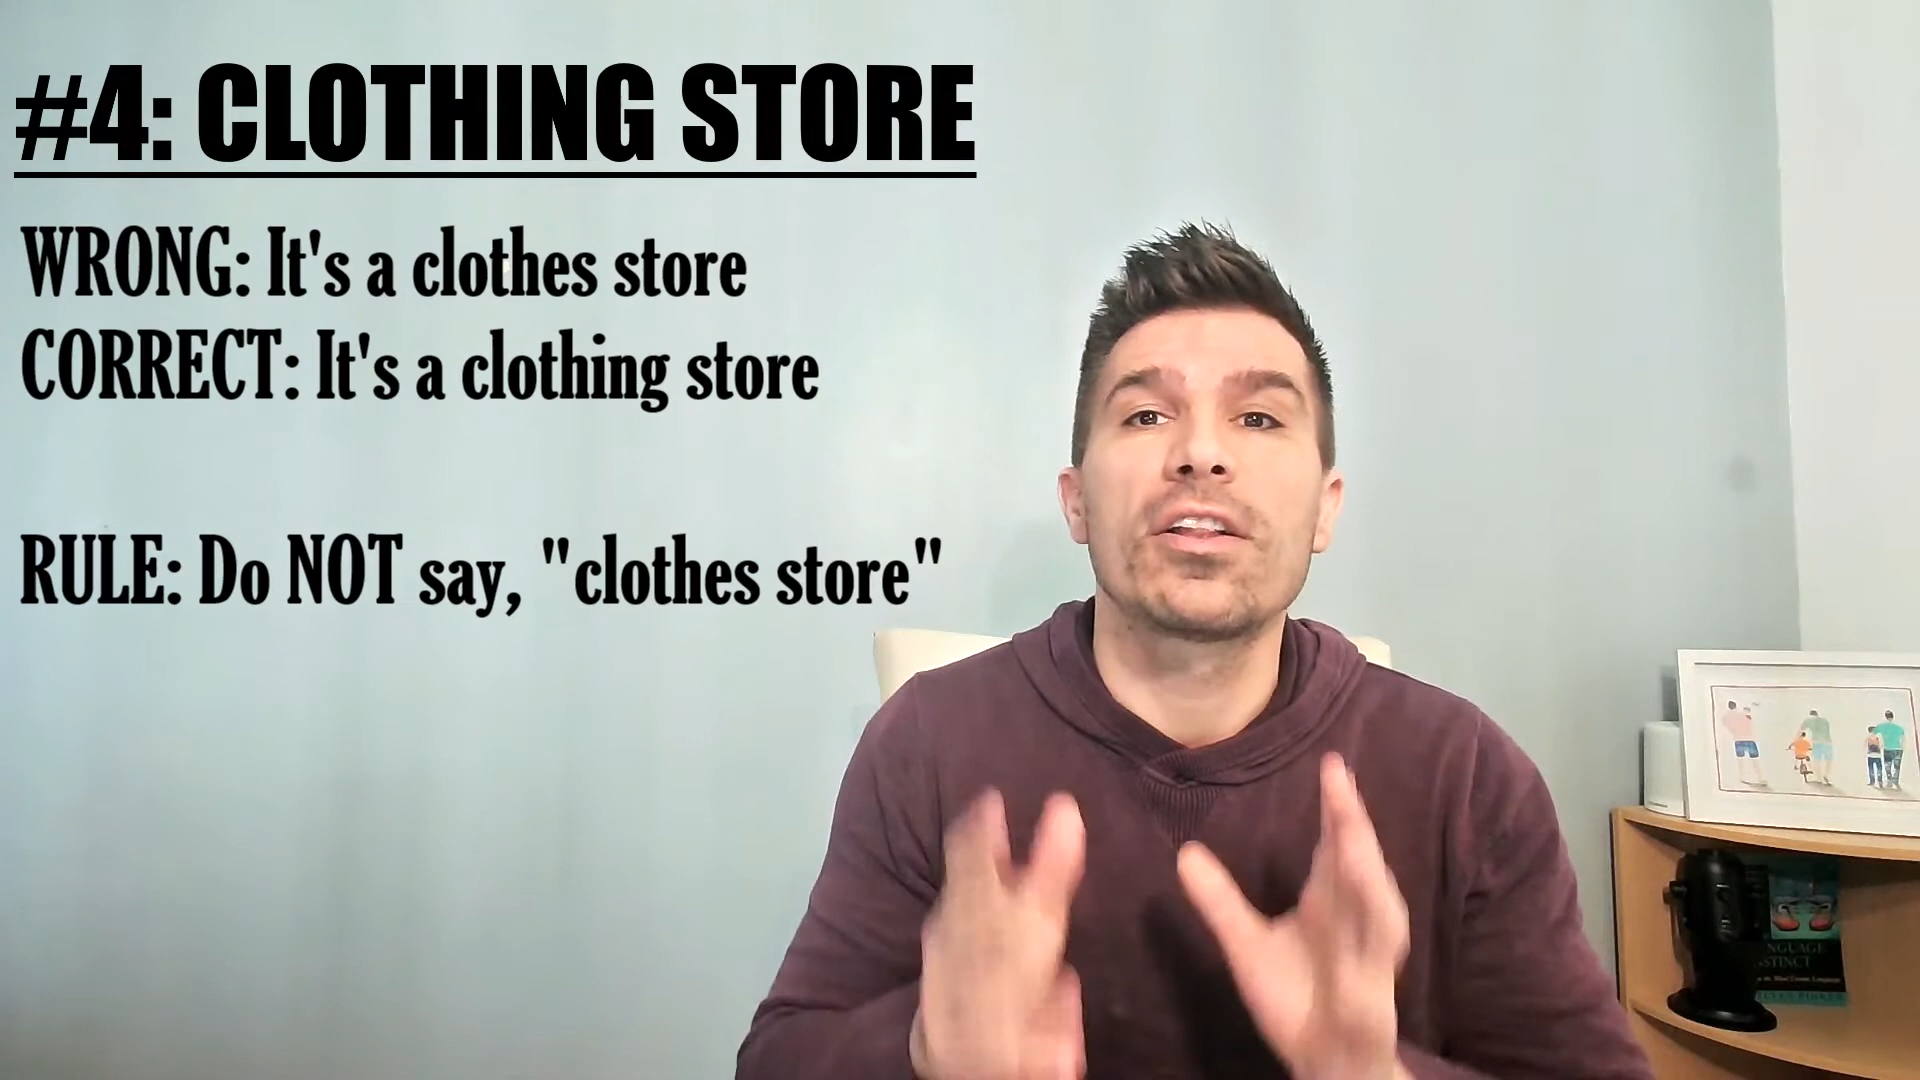 #4: CLOTHING STORE
WRONG: It's a clothes store
CORRECT: It's a clothing store
RULE: Do NOT say, "clothes store"